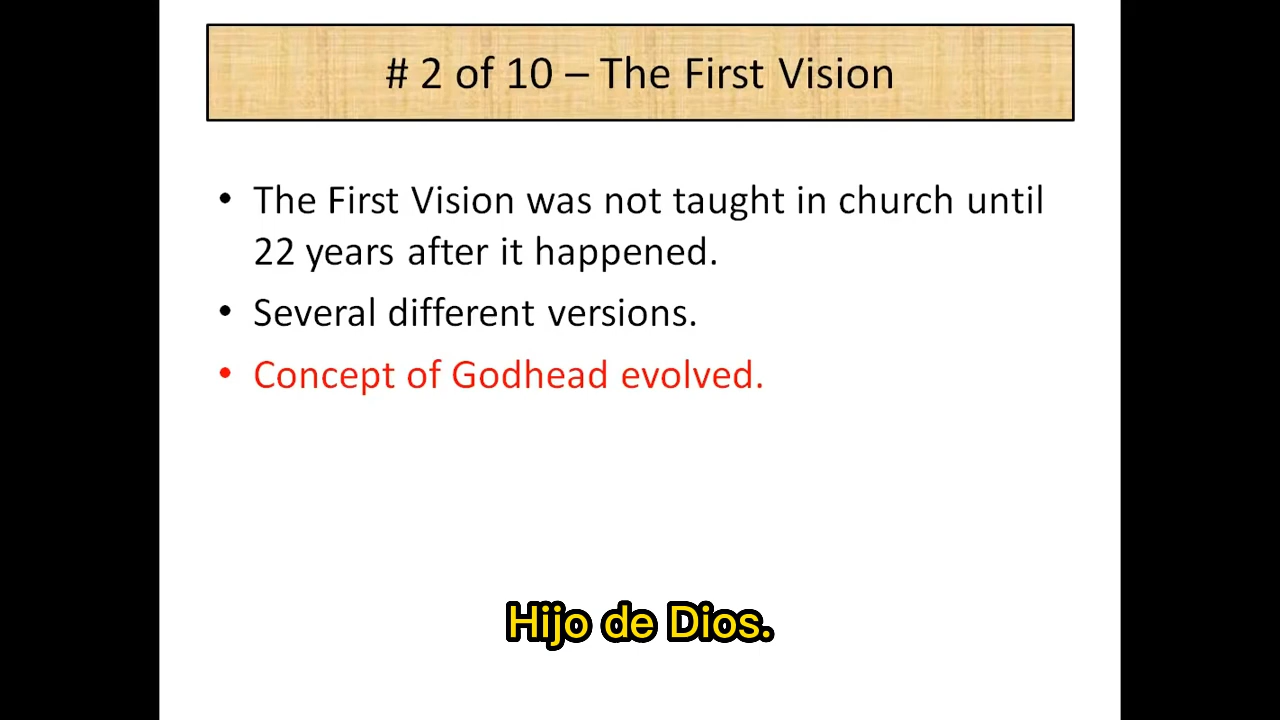 # 2 of 10 – The First Vision
• The First Vision was not taught in church until
22 years after it happened.
• Several different versions.
• Concept of Godhead evolved.
Hijo de Dios.